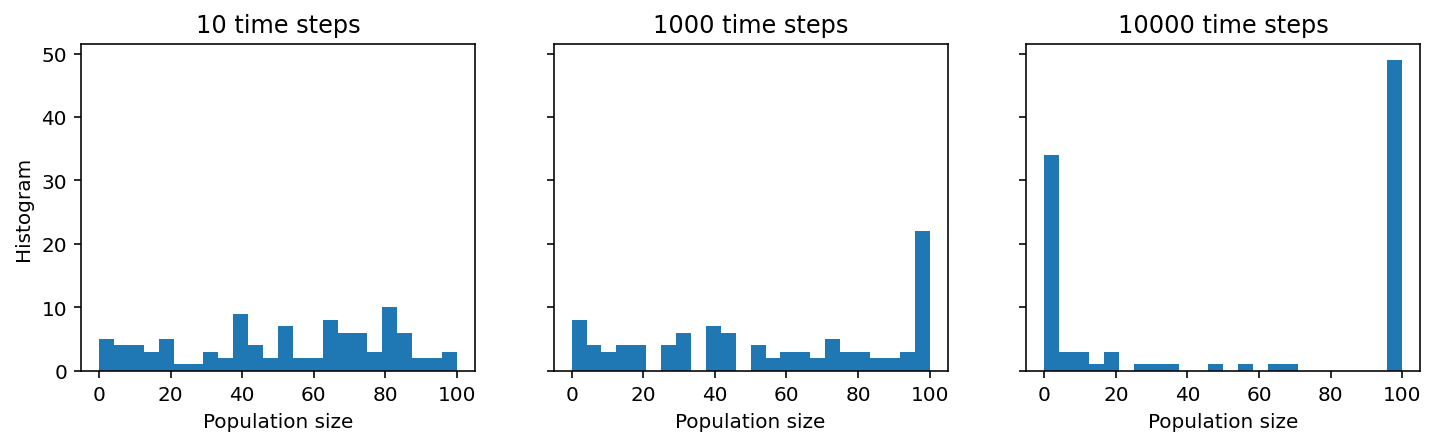 10 time steps
1000 time steps
10000 time steps
Histogram
50
40
30
20
10
0
0 20 40 60 80 100
0 20 40 60 80 100
0 20 40 60 80 100
Population size
Population size
Population size